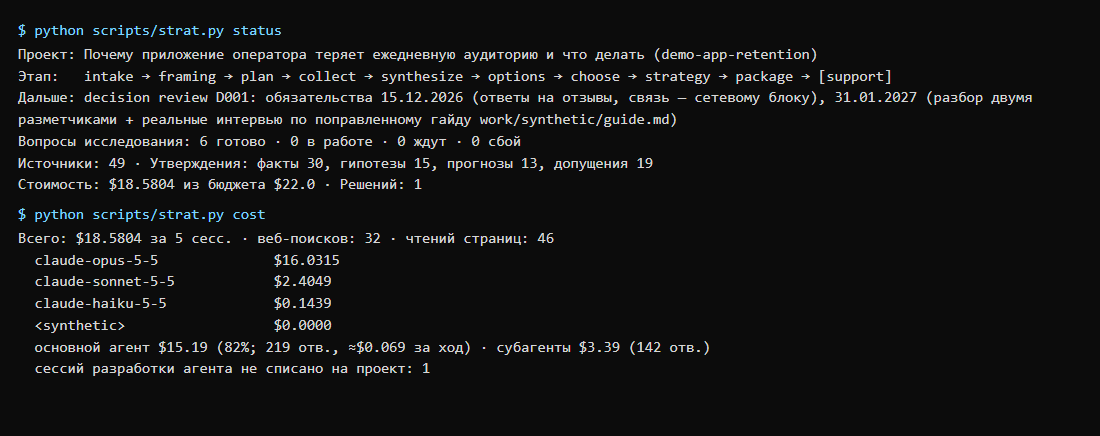 $ python scripts/strat.py status
Проект: Почему приложение оператора теряет ежедневную аудиторию и что делать (demo-app-retention)
Этап:   intake → framing → plan → collect → synthesize → options → choose → strategy → package → [support]
Дальше: decision review D001: обязательства 15.12.2026 (ответы на отзывы, связь — сетевому блоку), 31.01.2027 (разбор двумя
разметчиками + реальные интервью по поправленному гайду work/synthetic/guide.md)
Вопросы исследования: 6 готово · 0 в работе · 0 ждут · 0 сбой
Источники: 49 · Утверждения: факты 30, гипотезы 15, прогнозы 13, допущения 19
Стоимость: $18.5804 из бюджета $22.0 · Решений: 1
$ python scripts/strat.py cost
Всего: $18.5804 за 5 сесс. · веб-поисков: 32 · чтений страниц: 46
  claude-opus-5-5              $16.0315
  claude-sonnet-5-5            $2.4049
  claude-haiku-5-5             $0.1439
  <synthetic>                  $0.0000
  основной агент $15.19 (82%; 219 отв., ≈$0.069 за ход) · субагенты $3.39 (142 отв.)
  сессий разработки агента не списано на проект: 1